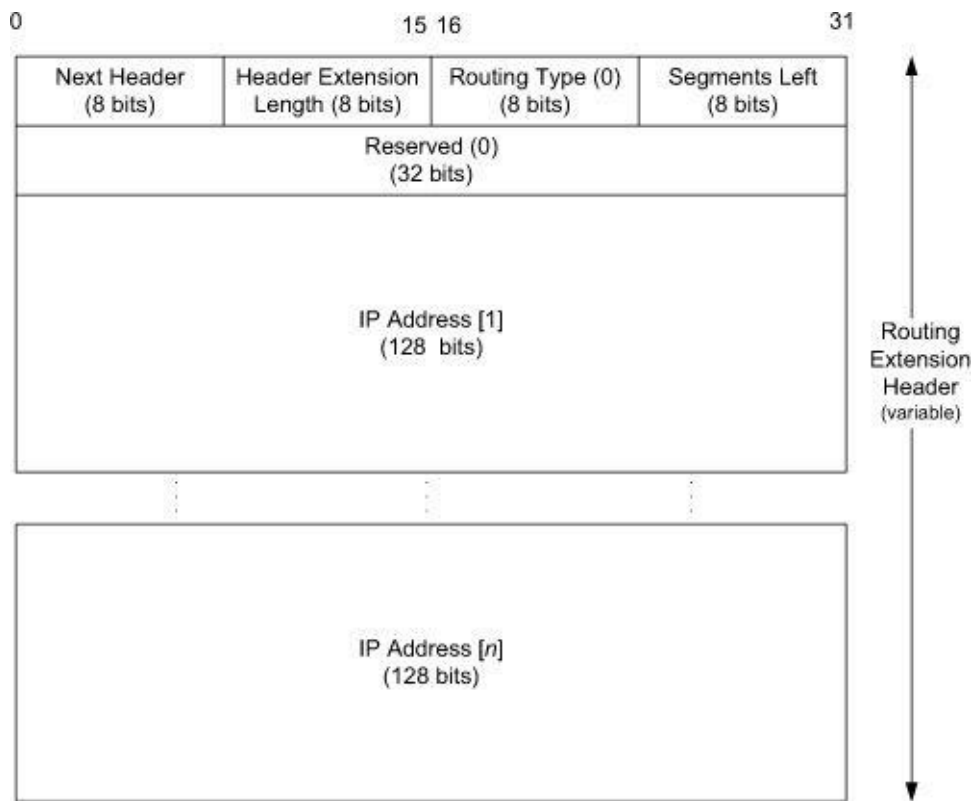 0 15 16 31
Next Header Header Extension Routing Type (0) Segments Left
(8 bits) Length (8 bits) (8 bits) (8 bits)
Reserved (0)
(32 bits)
IP Address [1]
(128 bits)
Routing
Extension
Header
(variable)
IP Address [n]
(128 bits)